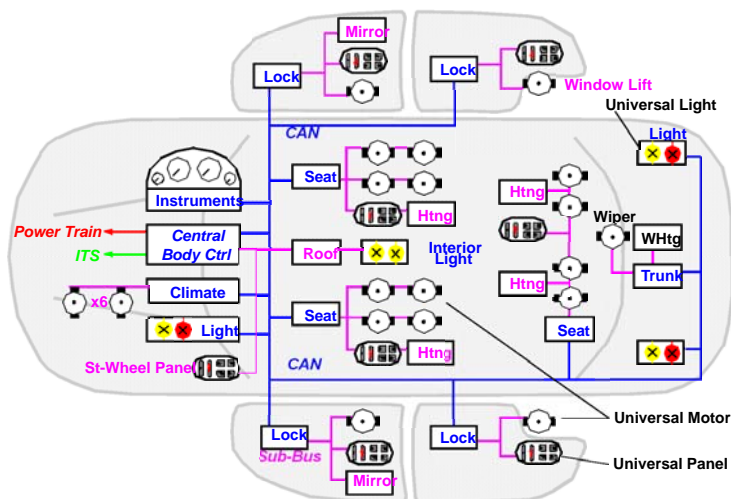 Mirror
Lock
Lock
Window Lift
Universal Light
CAN
Light
Seat
Instruments
Htng
Htng
Wiper
Power Train
Central
Body Ctrl
ITS
Roof
Interior
Light
WHtg
Trunk
Climate
x6
Htng
Seat
Light
Seat
Htng
St-Wheel Pane
CAN
Universal Motor
Lock
Lock
Sub-Bus
Mirror
Universal Panel